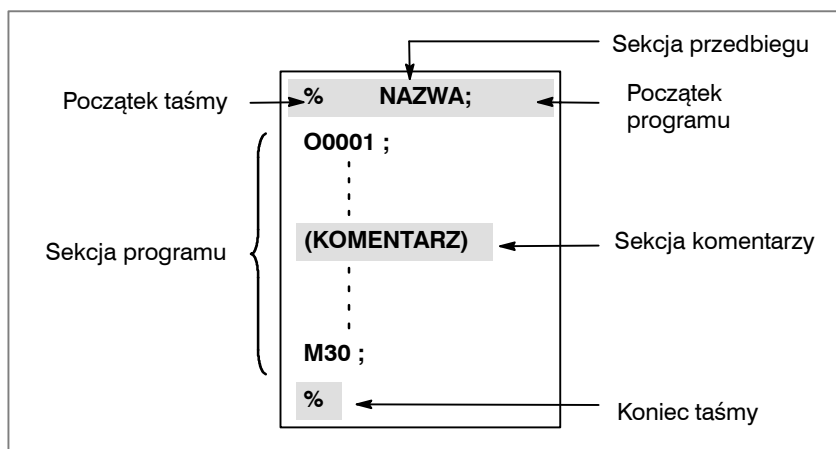 Sekcja przedbiegu
Początek taśmy
% NAZWA;
Początek
programu
O0001 ;
(KOMENTARZ)
Sekcja komentarzy
Sekcja programu
M30 ;
%
Koniec taśmy